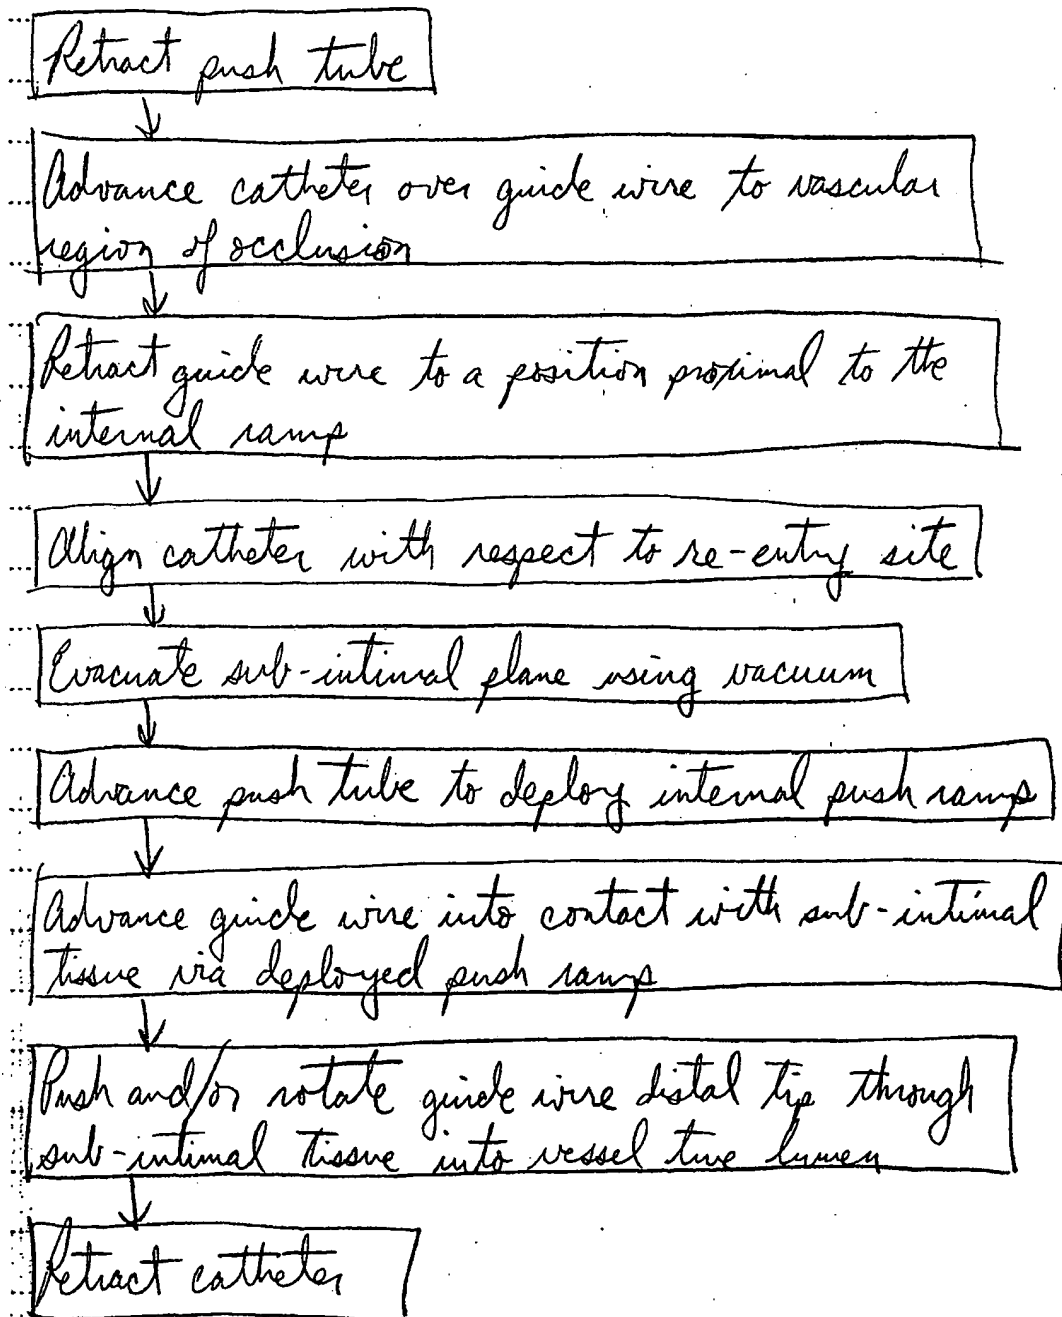 Retract push tube
Advance catheter over guide wire to vascular
region of occlusion
Retract guide wire to a position proximal to the
internal ramp
Align catheter with respect to re-entry site
Evacuate sub-intimal plane using vacuum
Advance push tube to deploy internal push ramp
Advance guide wire into contact with sub-intimal
tissue via deployed push ramp
Push and/or rotate guide wire distal tip through
sub-intimal tissue into vessel true lumen
Retract catheter